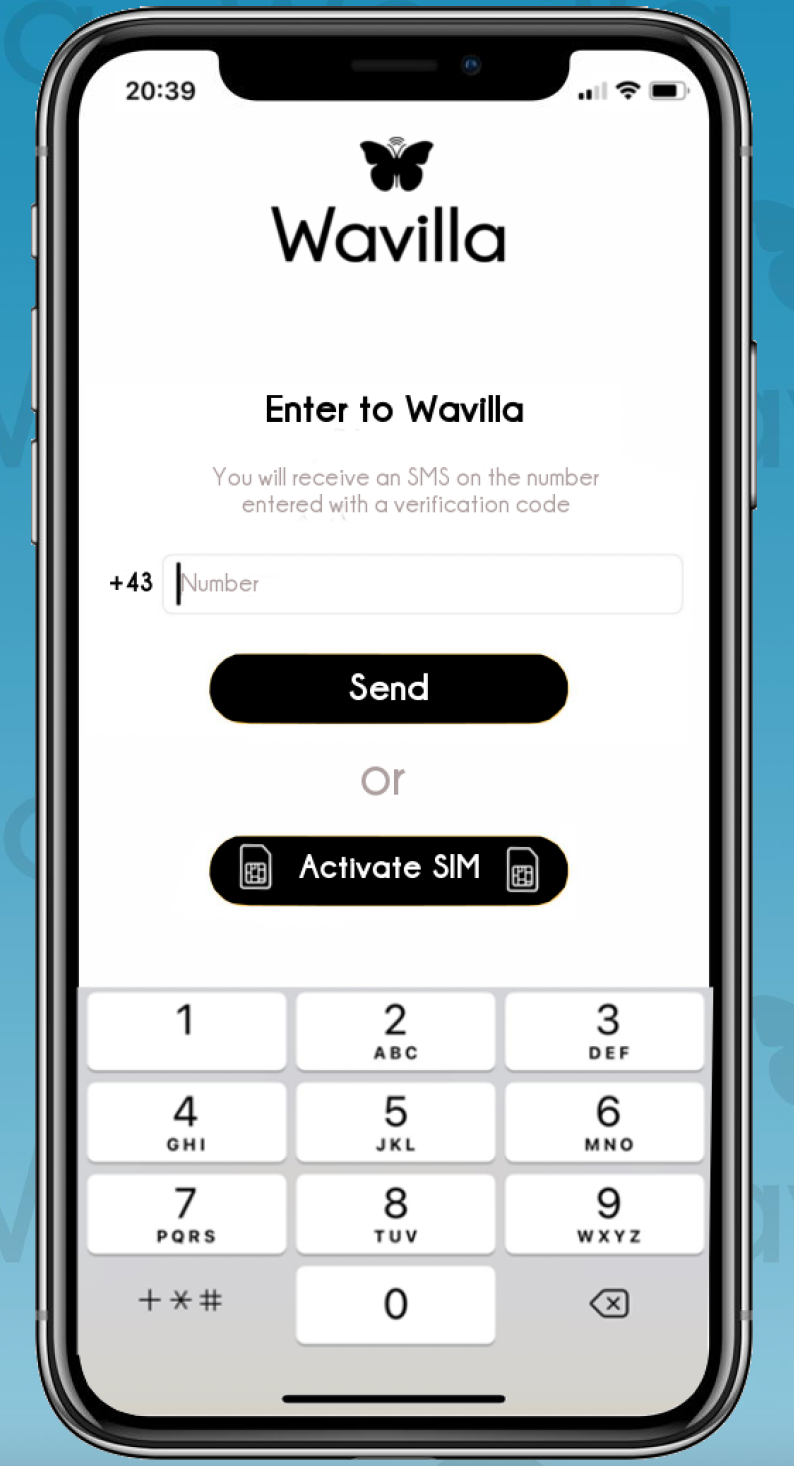 20:39
Wavilla
Enter to Wavilla
You will receive an SMS on the number
entered with a verification code
+43 Number
Send
or
Activate SIM
1 2 3
ABC DEF
4 5 6
GHI JKL MNO
7 8 9
PQRS TUV WXYZ
+*# 0